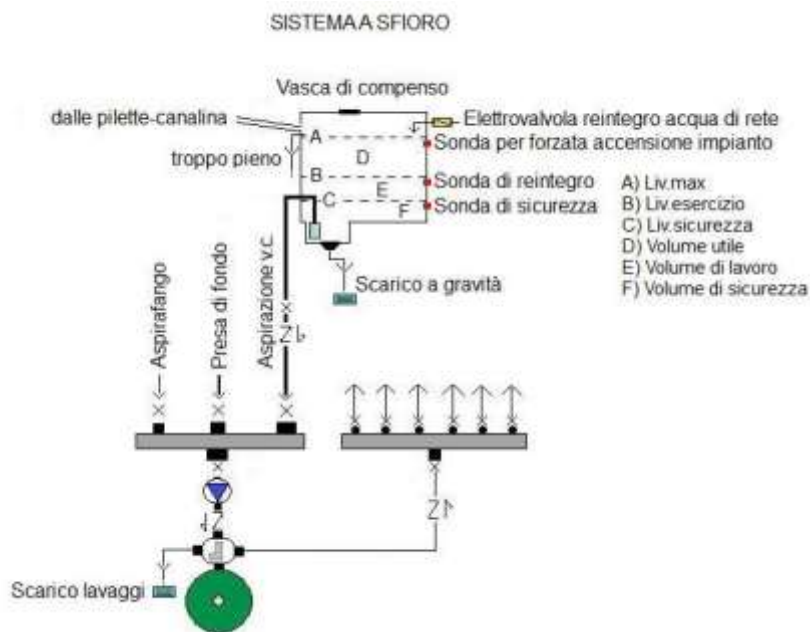 SISTEMA A SFIORO
Vasca di compenso
dalle pilette-canalina
Elettrovalvola reintegro acqua di rete
A
Sonda per forzata accensione impianto
troppo pieno
D
B
E
Sonda di reintegro
C
F
Sonda di sicurezza
A) Liv.max
B) Liv.esercizio
C) Liv.sicurezza
D) Volume utile
E) Volume di lavoro
F) Volume di sicurezza
Scarico a gravità
Aspirafango
Presa di fondo
Aspirazione v.c.
Scarico lavaggi